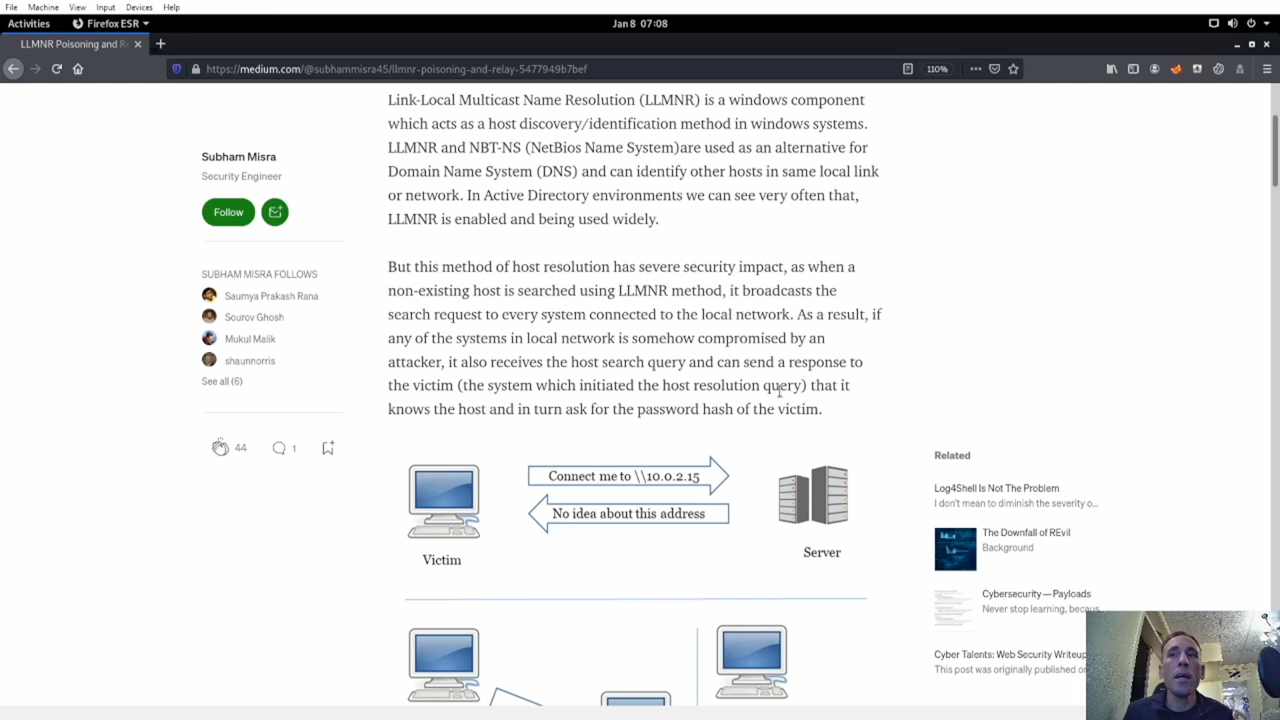 File Machine View Input Devices Help
Activities Firefox ESR Jan 8 07:08
LLMNR Poisoning and R
https://medium.com/@subhammisra45/llmnr-poisoning-and-relay-5477949b7bef 110%
Link-Local Multicast Name Resolution (LLMNR) is a windows component
which acts as a host discovery/identification method in windows systems.
LLMNR and NBT-NS (NetBios Name System)are used as an alternative for
Domain Name System (DNS) and can identify other hosts in same local link
or network. In Active Directory environments we can see very often that,
LLMNR is enabled and being used widely.
Subham Misra
Security Engineer
Follow
SUBHAM MISRA FOLLOWS
Saumya Prakash Rana
Sourov Ghosh
Mukul Malik
shaunnorris
See all (6)
44 1
But this method of host resolution has severe security impact, as when a
non-existing host is searched using LLMNR method, it broadcasts the
search request to every system connected to the local network. As a result, if
any of the systems in local network is somehow compromised by an
attacker, it also receives the host search query and can send a response to
the victim (the system which initiated the host resolution query) that it
knows the host and in turn ask for the password hash of the victim.
Connect me to \\10.0.2.15
No idea about this address
Victim
Server
Related
Log4Shell Is Not The Problem
I don't mean to diminish the severity o...
The Downfall of REvil
Background
Cybersecurity — Payloads
Never stop learning, becaus...
Cyber Talents: Web Security Writeup
This post was originally published on